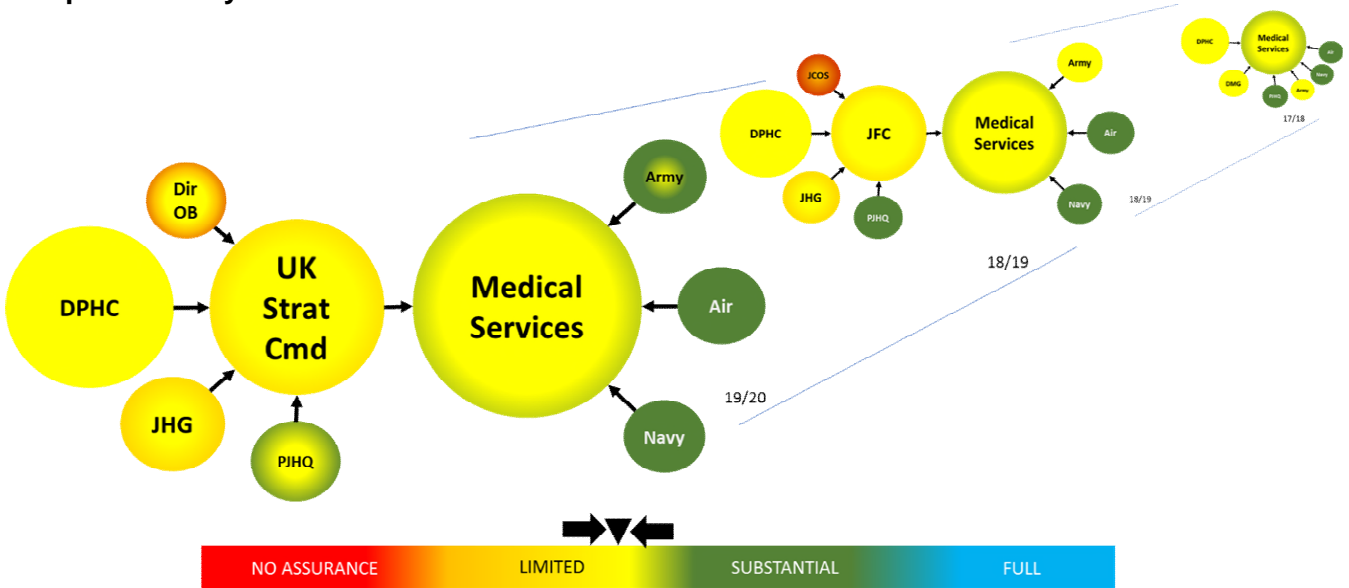 Dir
OB
DPHC
UK
Strat
Cmd
JHG
PJHQ
Medical
Services
Army
Air
Navy
19/20
JCOS
DPHC
JFC
JHG
PJHQ
Medical
Services
Army
Air
Navy
18/19
18/19
DPHC
Medical
Services
DMG
PJHQ
Army
Navy
Air
17/18
NO ASSURANCE
LIMITED
SUBSTANTIAL
FULL